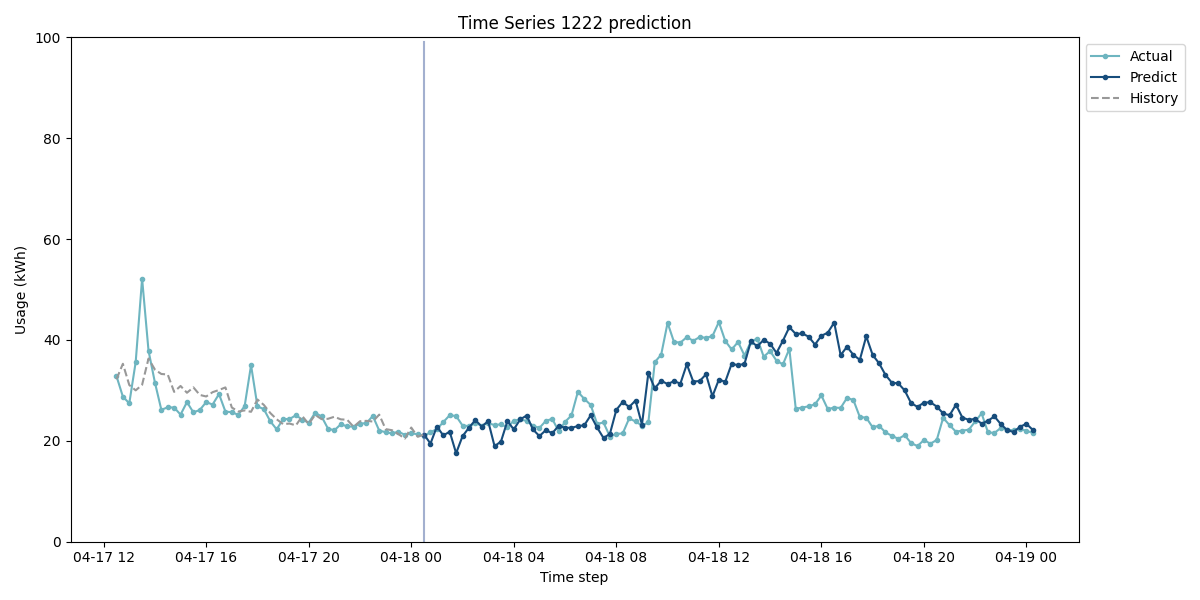 Time Series 1222 prediction
100
80
60
40
20
0
Usage (kWh)
04-17 12
04-17 16
04-17 20
04-18 00
04-18 04
04-18 08
04-18 12
04-18 16
04-18 20
04-19 00
Time step
Actual
Predict
History